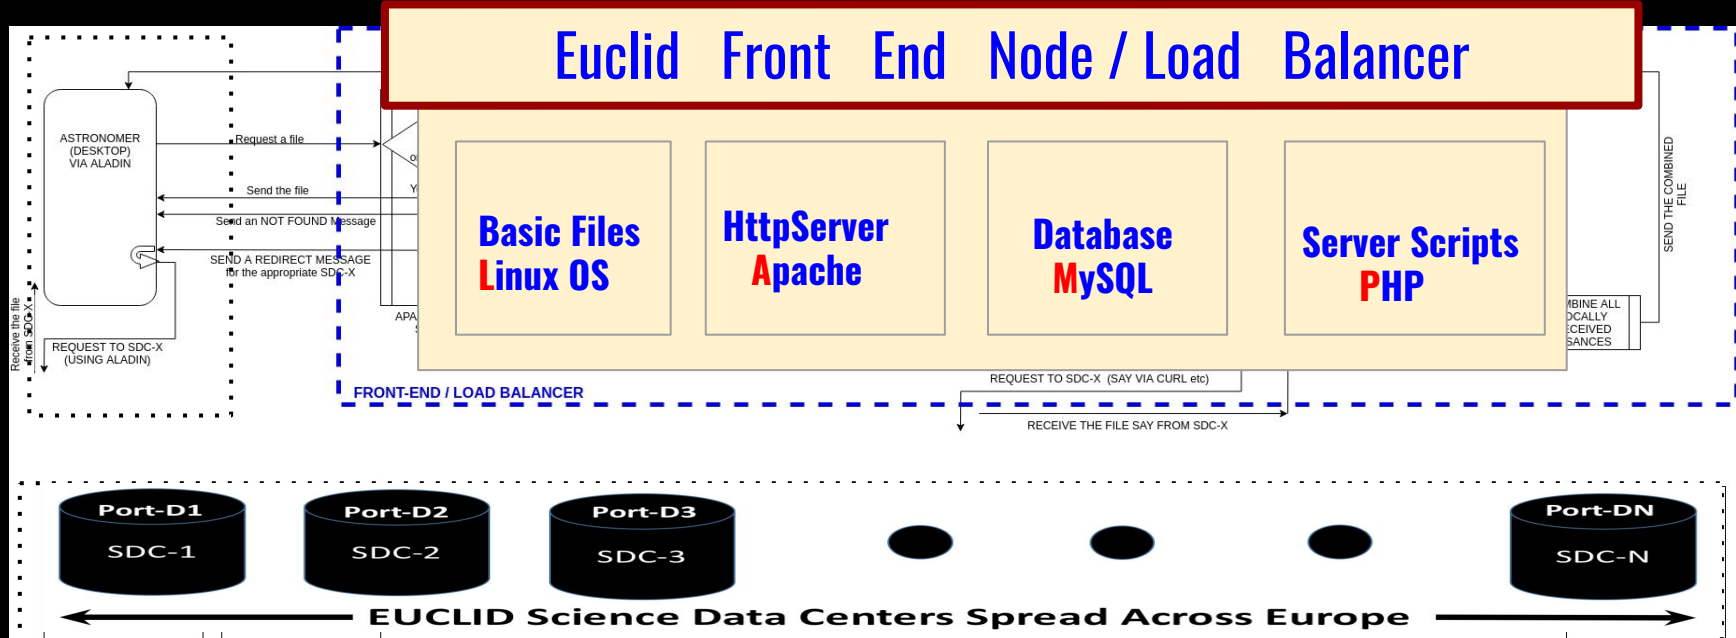 Euclid Front End Node / Load Balancer
ASTRONOMER
(DESKTOP)
VIA ALADIN
Request a file
Send the file
Send an NOT FOUND Message
SEND A REDIRECT MESSAGE
for the appropriate SDC-X
Receive the file
from SDC-X
REQUEST TO SDC-X
(USING ALADIN)
Basic Files
Linux OS
HttpServer
Apache
Database
MySQL
Server Scripts
PHP
SEND THE COMBINED
FILE
ALL
FRONT-END / LOAD BALANCER
REQUEST TO SDC-X (SAY VIA CURL etc)
RECEIVE THE FILE SAY FROM SDC-X
Port-D1
SDC-1
Port-D2
SDC-2
Port-D3
SDC-3
Port-DN
SDC-N
EUCLID Science Data Centers Spread Across Europe